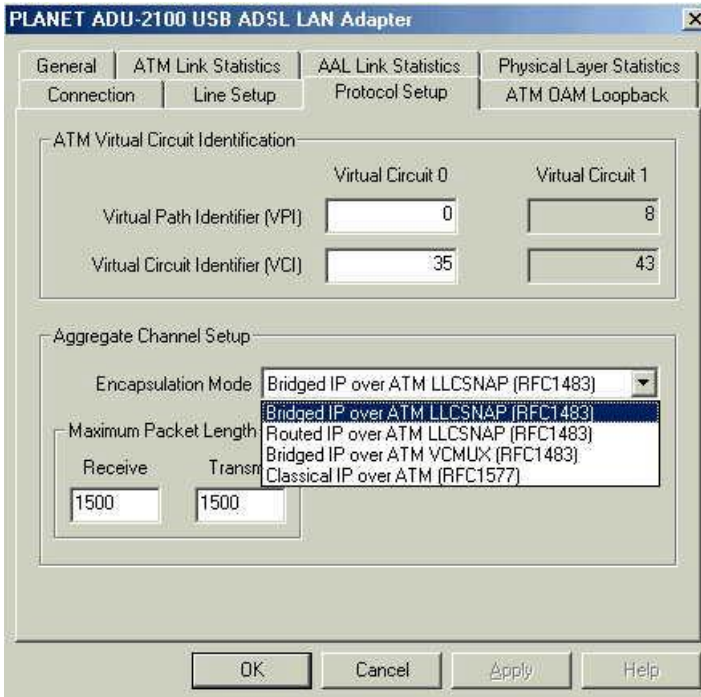 PLANET ADU-2100 USB ADSL LAN Adapter
General ATM Link Statistics AAL Link Statistics Physical Layer Statistics
Connection Line Setup Protocol Setup ATM OAM Loopback
ATM Virtual Circuit Identification
Virtual Circuit 0 Virtual Circuit 1
Virtual Path Identifier (VPI) 0 8
Virtual Circuit Identifier (VCI) 35 43
Aggregate Channel Setup
Encapsulation Mode Bridged IP over ATM LLCSNAP (RFC1483)
Bridged IP over ATM LLCSNAP (RFC1483)
Maximum Packet Length Routed IP over ATM LLCSNAP (RFC1483)
Bridged IP over ATM VCMUX (RFC1483)
Receive Transm Classical IP over ATM (RFC1577)
1500 1500
OK Cancel Apply Help